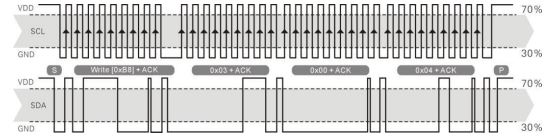 VDD
70%
SCL
GND
30%
S Write [0xB8] + ACK 0x03 + ACK 0x00 + ACK 0x04 + ACK P
VDD
70%
SDA
GND
30%